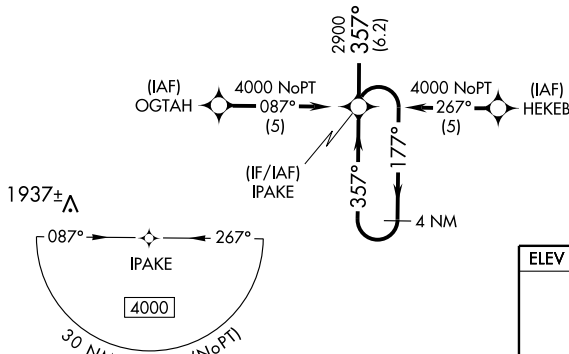 2900
357°
(6.2)
(IAF)
OGTAH
4000 NoPT
087°
(5)
4000 NoPT
267°
(5)
(IAF)
HEKEB
(IF/IAF)
IPAKE
357°
177°
4 NM
1937±
087°
267°
IPAKE
4000
30 NM
(NoPT)
ELEV